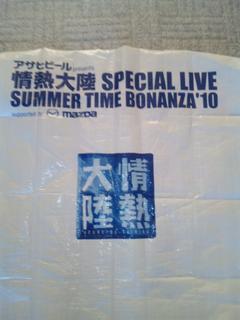 アサヒビール presents
情熱大陸 SPECIAL LIVE
SUMMER TIME BONANZA'10
supported by mazda
情熱
大陸